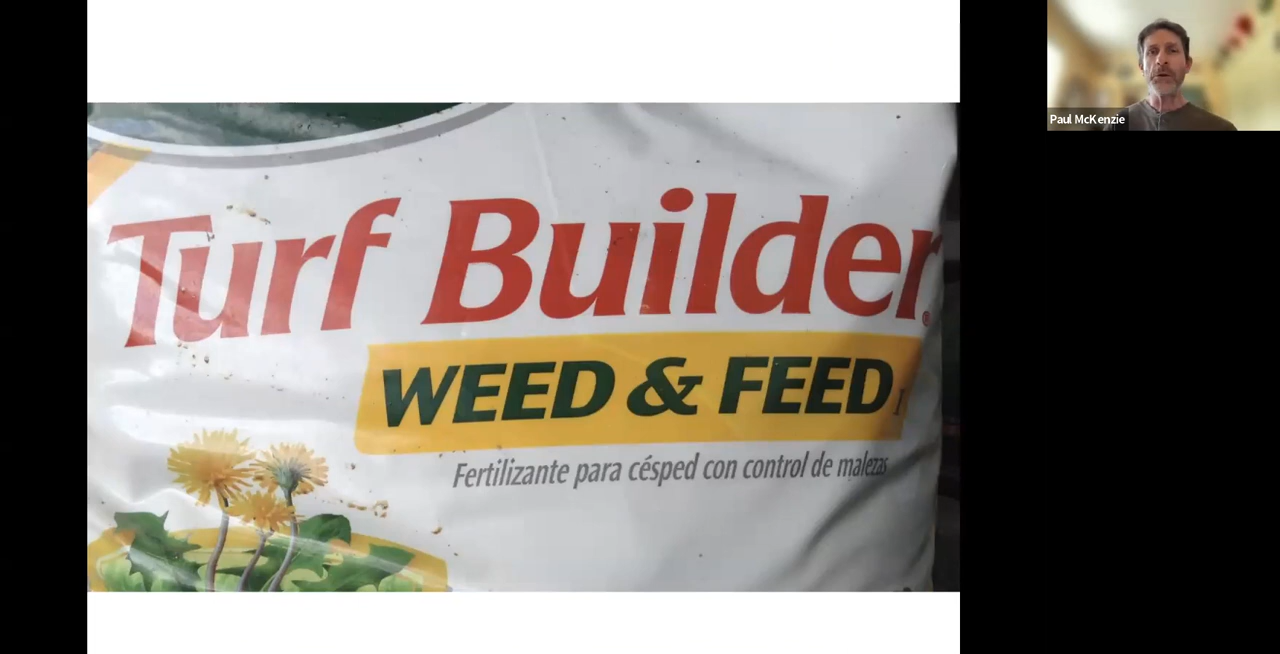 Turf Builder®
WEED & FEED
Fertilizante para césped con control de malezas
Paul McKenzie